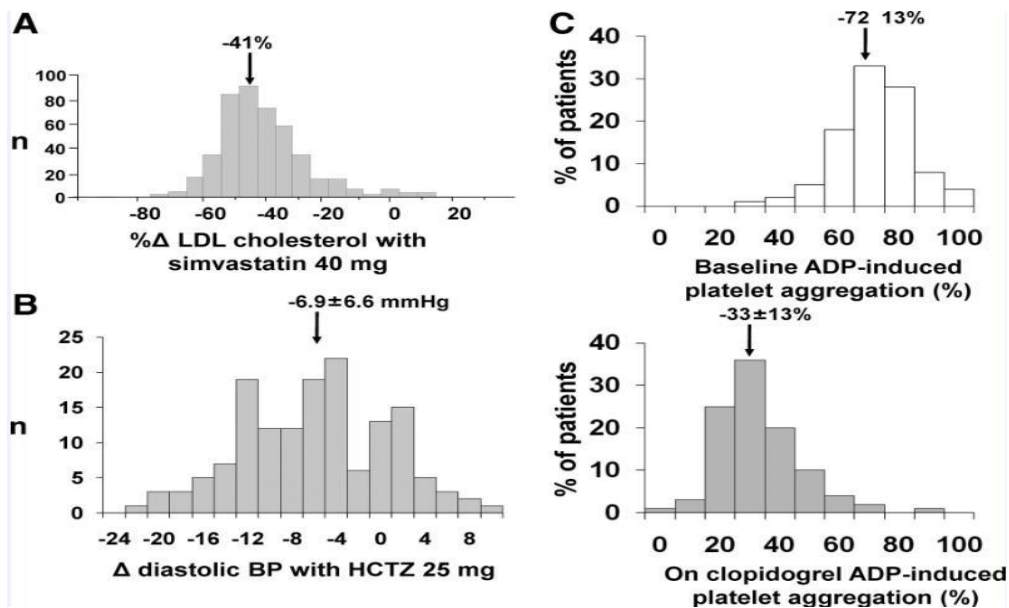 A
-41%
n
100
80
60
40
20
0
-80 -60 -40 -20 0 20
%Δ LDL cholesterol with
simvastatin 40 mg
B
-6.9±6.6 mmHg
n
25
20
15
10
5
0
-24 -20 -16 -12 -8 -4 0 4 8
Δ diastolic BP with HCTZ 25 mg
C
-72 13%
% of patients
40
30
20
10
0
0 20 40 60 80 100
Baseline ADP-induced
platelet aggregation (%)
-33±13%
% of patients
40
30
20
10
0
0 20 40 60 80 100
On clopidogrel ADP-induced
platelet aggregation (%)